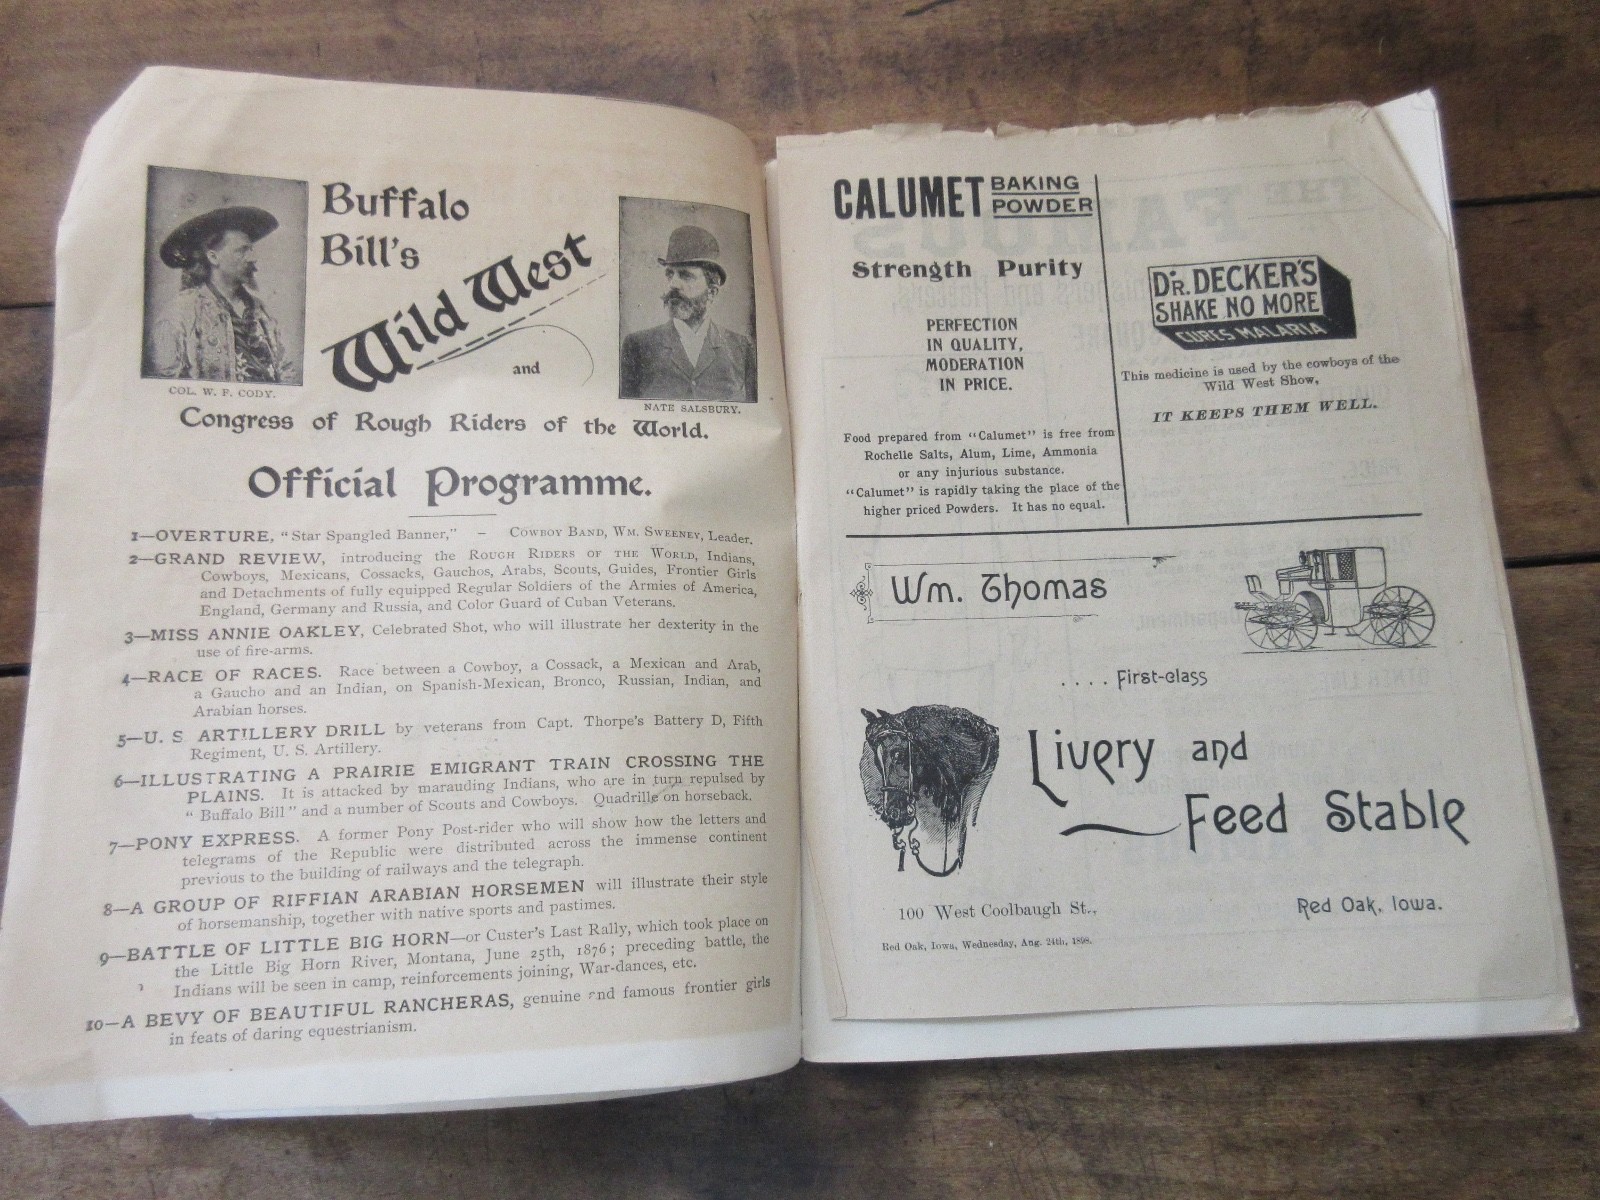 Buffalo
Bill's
Wild West
and
COL. W. F. CODY.
NATE SALSBURY.
Congress of Rough Riders of the World.
Official Programme.
1—OVERTURE, "Star Spangled Banner," – COWBOY BAND, WM. SWEENEY, Leader.
2—GRAND REVIEW, introducing the ROUGH RIDERS OF THE WORLD, Indians,
Cowboys, Mexicans, Cossacks, Gauchos, Arabs, Scouts, Guides, Frontier Girls
and Detachments of fully equipped Regular Soldiers of the Armies of America,
England, Germany and Russia, and Color Guard of Cuban Veterans.
3—MISS ANNIE OAKLEY, Celebrated Shot, who will illustrate her dexterity in the
use of fire-arms.
4—RACE OF RACES. Race between a Cowboy, a Cossack, a Mexican and Arab,
a Gaucho and an Indian, on Spanish-Mexican, Bronco, Russian, Indian, and
Arabian horses.
5—U. S ARTILLERY DRILL by veterans from Capt. Thorpe's Battery D, Fifth
Regiment, U. S. Artillery.
6—ILLUSTRATING A PRAIRIE EMIGRANT TRAIN CROSSING THE
PLAINS. It is attacked by marauding Indians, who are in turn repulsed by
"Buffalo Bill" and a number of Scouts and Cowboys. Quadrille on horseback.
7—PONY EXPRESS. A former Pony Post-rider who will show how the letters and
telegrams of the Republic were distributed across the immense continent
previous to the building of railways and the telegraph.
8—A GROUP OF RIFFIAN ARABIAN HORSEMEN will illustrate their style
of horsemanship, together with native sports and pastimes.
9—BATTLE OF LITTLE BIG HORN—or Custer's Last Rally, which took place on
the Little Big Horn River, Montana, June 25th, 1876; preceding battle, the
Indians will be seen in camp, reinforcements joining, War-dances, etc.
10—A BEVY OF BEAUTIFUL RANCHERAS, genuine and famous frontier girls
in feats of daring equestrianism.
CALUMET BAKING
POWDER
Strength Purity
PERFECTION
IN QUALITY,
MODERATION
IN PRICE.
Food prepared from "Calumet" is free from
Rochelle Salts, Alum, Lime, Ammonia
or any injurious substance.
"Calumet" is rapidly taking the place of the
higher priced Powders. It has no equal.
DR. DECKER'S
SHAKE NO MORE
CURES MALARIA
This medicine is used by the cowboys of the
Wild West Show,
IT KEEPS THEM WELL.
Wm. Thomas
. . . . First-class
Livery and
Feed Stable
100 West Coolbaugh St.,
Red Oak, Iowa.
Red Oak, Iowa, Wednesday, Aug. 24th, 1898.